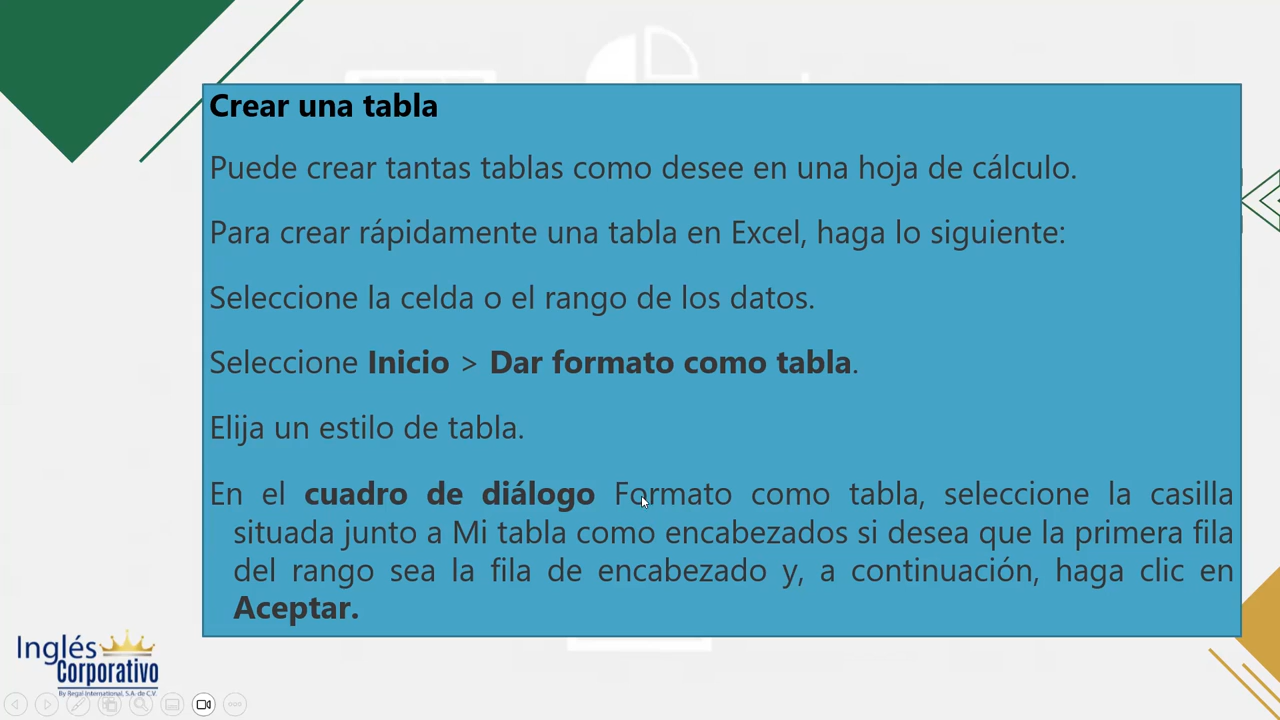 Crear una tabla
Puede crear tantas tablas como desee en una hoja de cálculo.
Para crear rápidamente una tabla en Excel, haga lo siguiente:
Seleccione la celda o el rango de los datos.
Seleccione Inicio > Dar formato como tabla.
Elija un estilo de tabla.
En el cuadro de diálogo Formato como tabla, seleccione la casilla
situada junto a Mi tabla como encabezados si desea que la primera fila
del rango sea la fila de encabezado y, a continuación, haga clic en
Aceptar.
Inglés
Corporativo
By Regal International, S.A. de C.V.